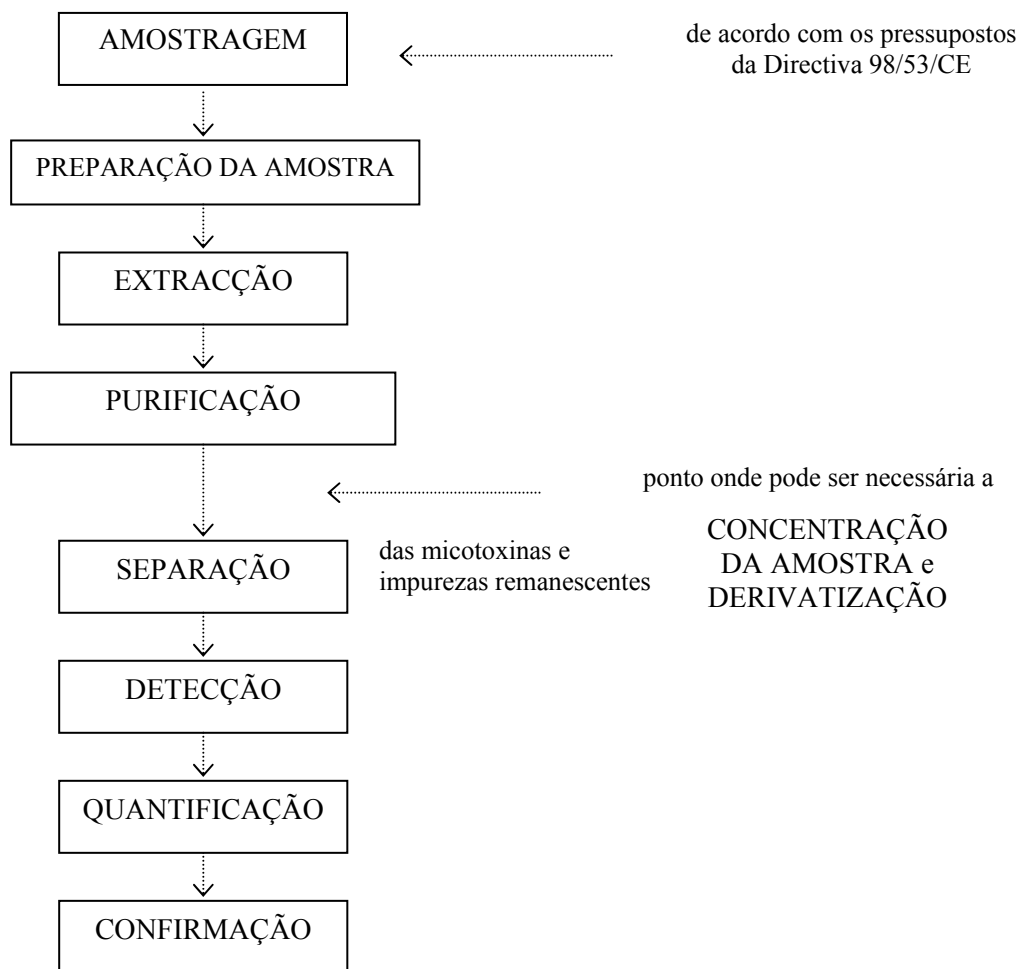 AMOSTRAGEM
de acordo com os pressupostos
da Directiva 98/53/CE
PREPARAÇÃO DA AMOSTRA
EXTRACÇÃO
PURIFICAÇÃO
ponto onde pode ser necessária a
CONCENTRAÇÃO
DA AMOSTRA e
DERIVATIZAÇÃO
SEPARAÇÃO
das micotoxinas e
impurezas remanescentes
DETECÇÃO
QUANTIFICAÇÃO
CONFIRMAÇÃO